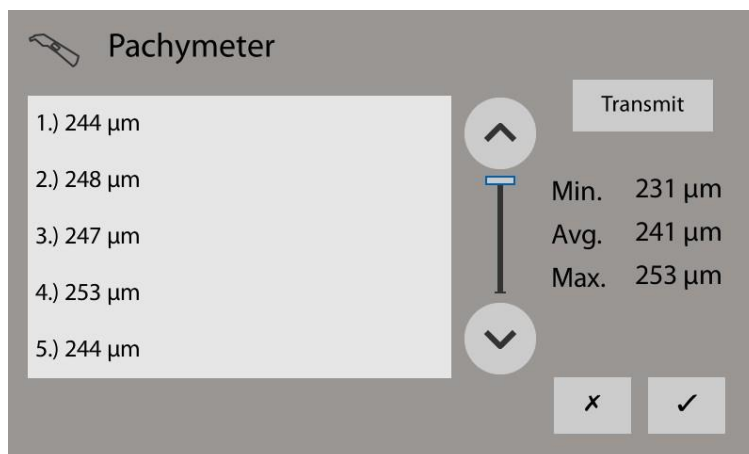 Pachymeter
1.) 244 µm
2.) 248 µm
3.) 247 µm
4.) 253 µm
5.) 244 µm
Transmit
Min. 231 µm
Avg. 241 µm
Max. 253 µm
✗ ✓